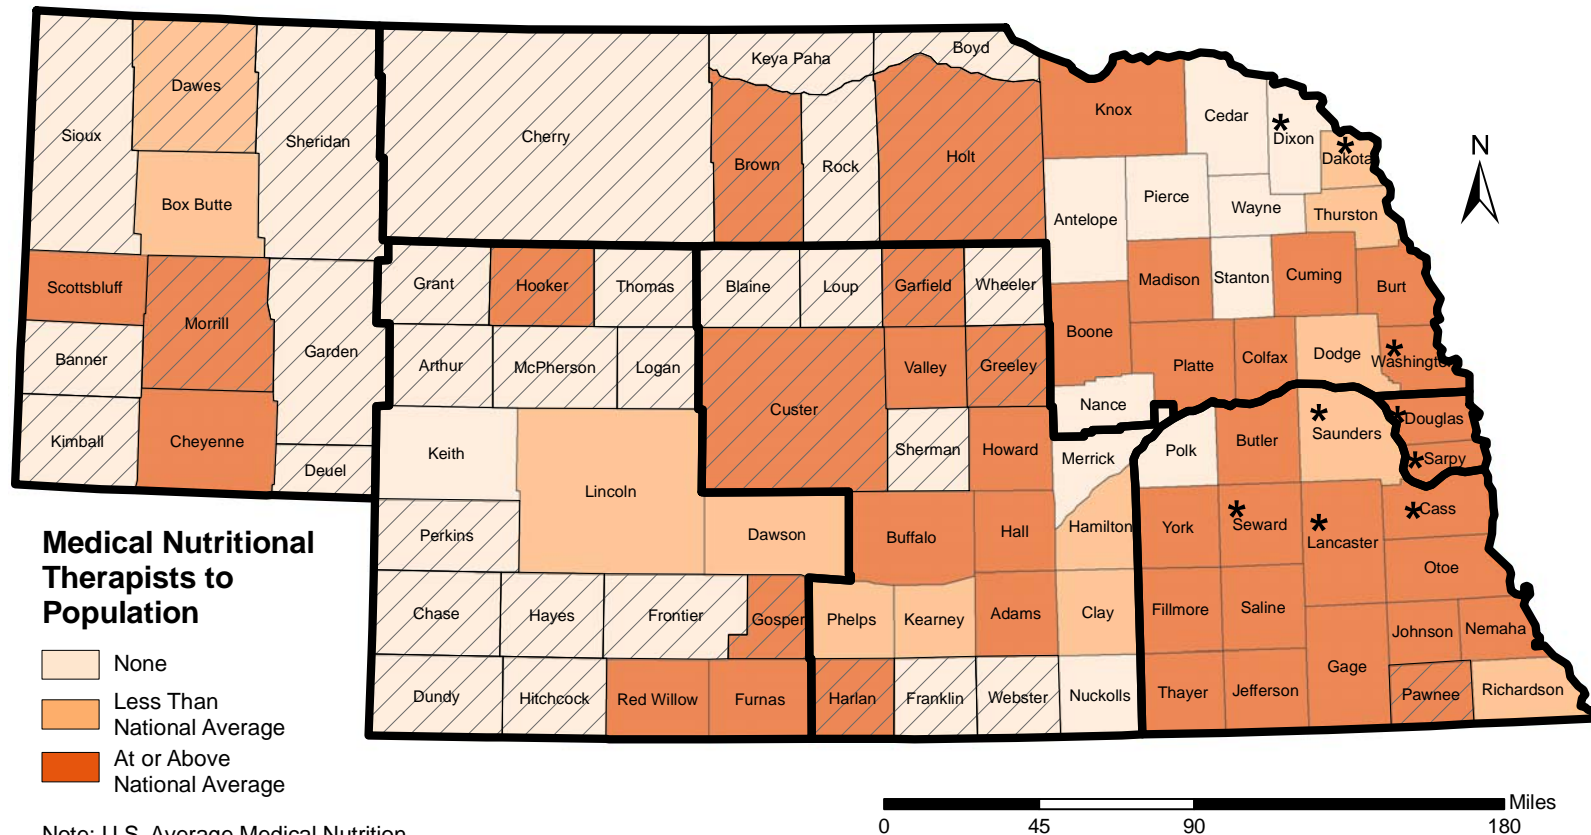 Keya Paha
Boyd
Dawes
Knox
Cedar
Sioux
Sheridan
Cherry
Brown
Rock
Holt
*
Dixon
*
Dakota
N
Box Butte
Antelope
Pierce
Wayne
Thurston
Scottsbluff
Morrill
Grant
Hooker
Thomas
Blaine
Loup
Garfield
Wheeler
Madison
Stanton
Cuming
Burt
Banner
Garden
Arthur
McPherson
Logan
Custer
Valley
Greeley
Boone
Platte
Colfax
Dodge
*
Washington
Kimball
Cheyenne
Deuel
Keith
Lincoln
Sherman
Howard
Nance
Merrick
Polk
Butler
*
Saunders
*
Douglas
*
Sarpy
Perkins
Dawson
Buffalo
Hall
Hamilton
York
*
Seward
*
Lancaster
*
Cass
Otoe
Chase
Hayes
Frontier
Gosper
Phelps
Kearney
Adams
Clay
Fillmore
Saline
Johnson
Nemaha
Dundy
Hitchcock
Red Willow
Furnas
Harlan
Franklin
Webster
Nuckolls
Thayer
Jefferson
Gage
Pawnee
Richardson
Medical Nutritional
Therapists to
Population
None
Less Than
National Average
At or Above
National Average
Note: U.S. Average Medical Nutrition
Miles
0 45 90 180